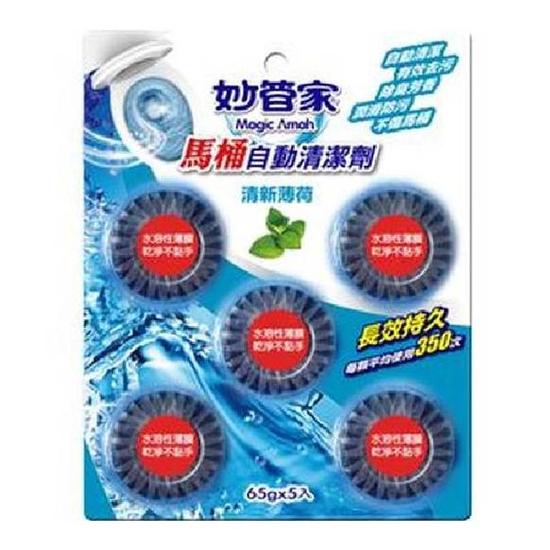 自動清潔
有效去污
除臭芳香
潤滑防污
不傷馬桶
妙管家
Magic Amah
馬桶自動清潔劑
清新薄荷
水溶性薄膜
乾淨不黏手
水溶性薄膜
乾淨不黏手
水溶性薄膜
乾淨不黏手
長效持久
每顆平均使用350次
水溶性薄膜
乾淨不黏手
水溶性薄膜
乾淨不黏手
65gx5入